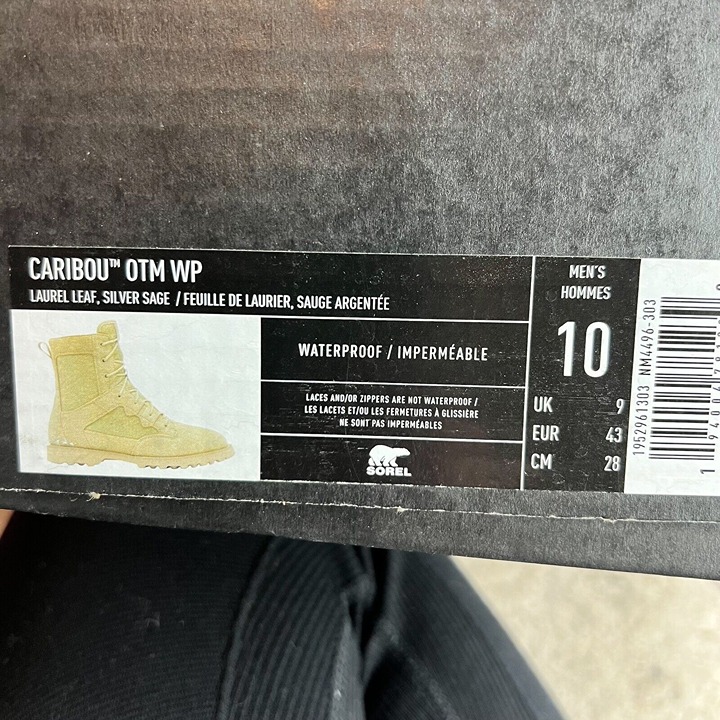 CARIBOU™ OTM WP
LAUREL LEAF, SILVER SAGE / FEUILLE DE LAURIER, SAUGE ARGENTÉE
WATERPROOF / IMPERMÉABLE
LACES AND/OR ZIPPERS ARE NOT WATERPROOF /
LES LACETS ET/OU LES FERMETURES À GLISSIÈRE
NE SONT PAS IMPERMÉABLES
SOREL
MEN'S
HOMMES
10
UK 9
EUR 43
CM 28
1952961303 NM4496-303